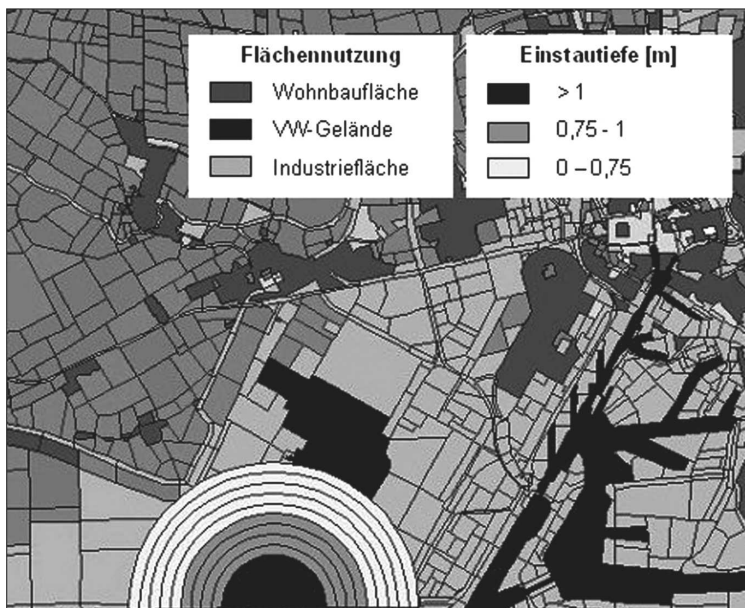 Flächennutzung
Wohnbaufläche
VW-Gelände
Industriefläche
Einstautiefe [m]
> 1
0,75 - 1
0 – 0,75